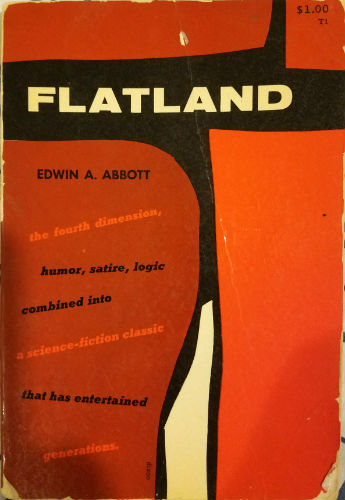 $1.00
T1
FLATLAND
EDWIN A. ABBOTT
the fourth dimension,
humor, satire, logic
combined into
a science-fiction classic
that has entertained
generations.